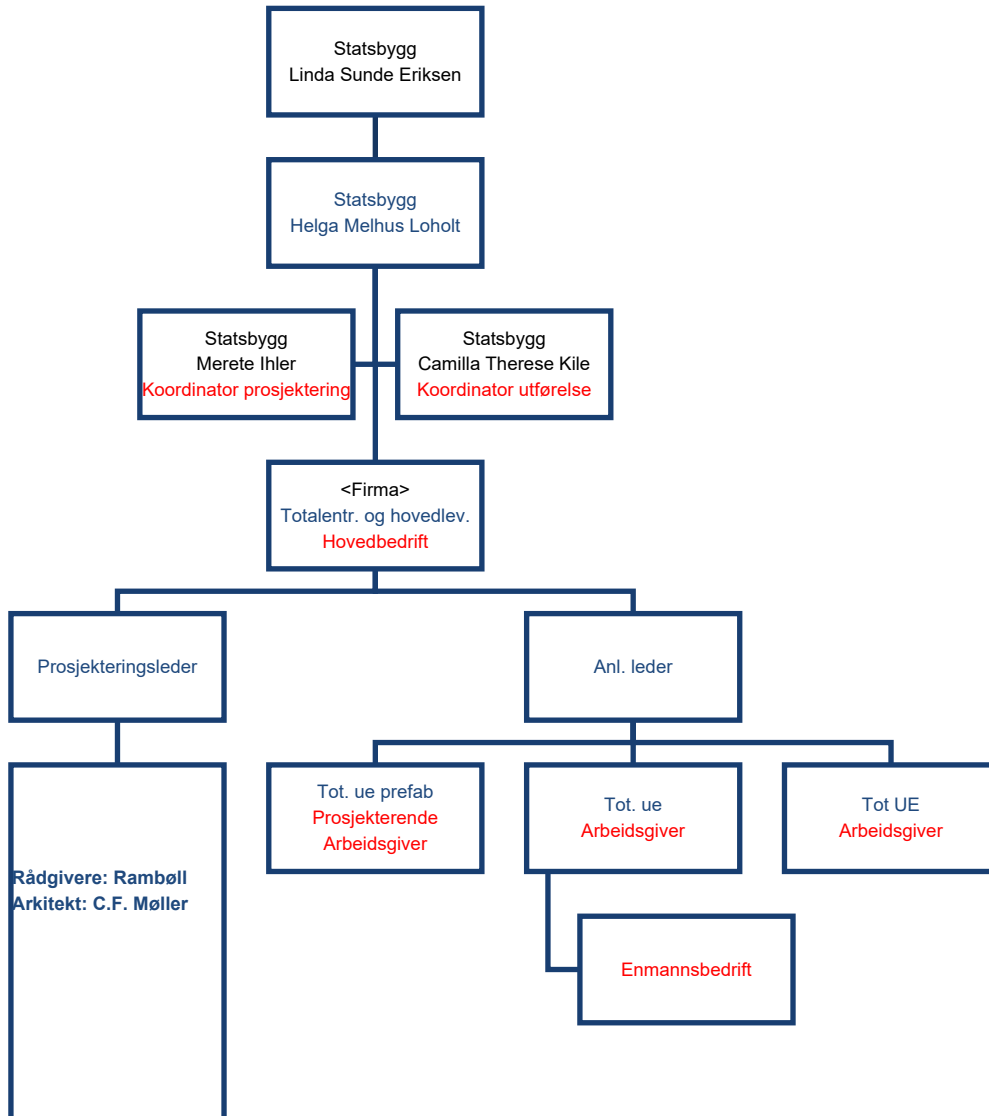 Statsbygg
Linda Sunde Eriksen
Statsbygg
Helga Melhus Loholt
Statsbygg
Merete Ihler
Koordinator prosjektering
Statsbygg
Camilla Therese Kile
Koordinator utførelse
<Firma>
Totalentr. og hovedlev.
Hovedbedrift
Prosjekteringsleder
Anl. leder
Rådgivere: Rambøll
Arkitekt: C.F. Møller
Tot. ue prefab
Prosjekterende
Arbeidsgiver
Tot. ue
Arbeidsgiver
Tot UE
Arbeidsgiver
Enmannsbedrift